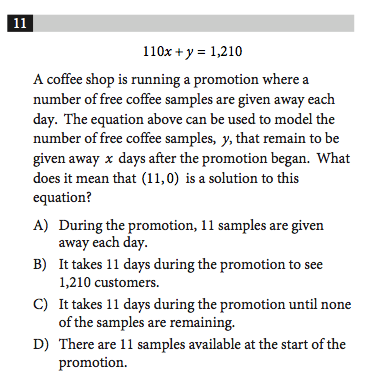 11
110x + y = 1,210
A coffee shop is running a promotion where a
number of free coffee samples are given away each
day. The equation above can be used to model the
number of free coffee samples, y, that remain to be
given away x days after the promotion began. What
does it mean that (11,0) is a solution to this
equation?
A) During the promotion, 11 samples are given
away each day.
B) It takes 11 days during the promotion to see
1,210 customers.
C) It takes 11 days during the promotion until none
of the samples are remaining.
D) There are 11 samples available at the start of the
promotion.